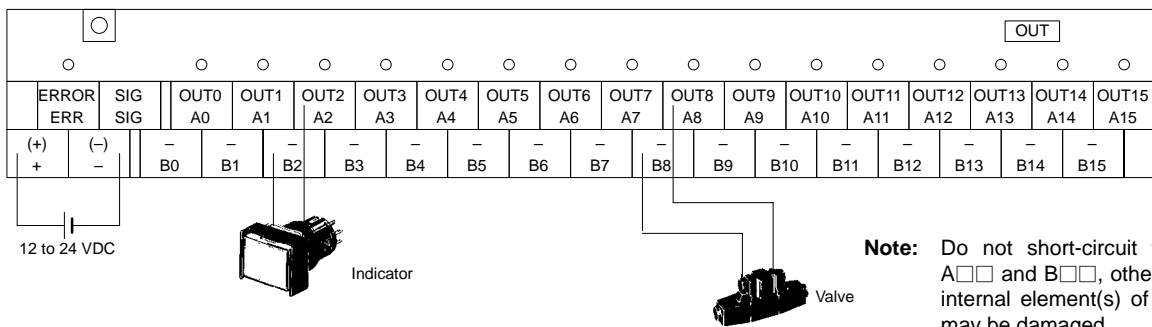 OUT
ERROR SIG OUT0 OUT1 OUT2 OUT3 OUT4 OUT5 OUT6 OUT7 OUT8 OUT9 OUT10 OUT11 OUT12 OUT13 OUT14 OUT15
ERR SIG A0 A1 A2 A3 A4 A5 A6 A7 A8 A9 A10 A11 A12 A13 A14 A15
(+) (–) – – – – – – – – – – – – – – – –
+ – B0 B1 B2 B3 B4 B5 B6 B7 B8 B9 B10 B11 B12 B13 B14 B15
12 to 24 VDC
Indicator
Valve
Note: Do not short-circuit
A□□ and B□□, othe
internal element(s) of
may be damaged